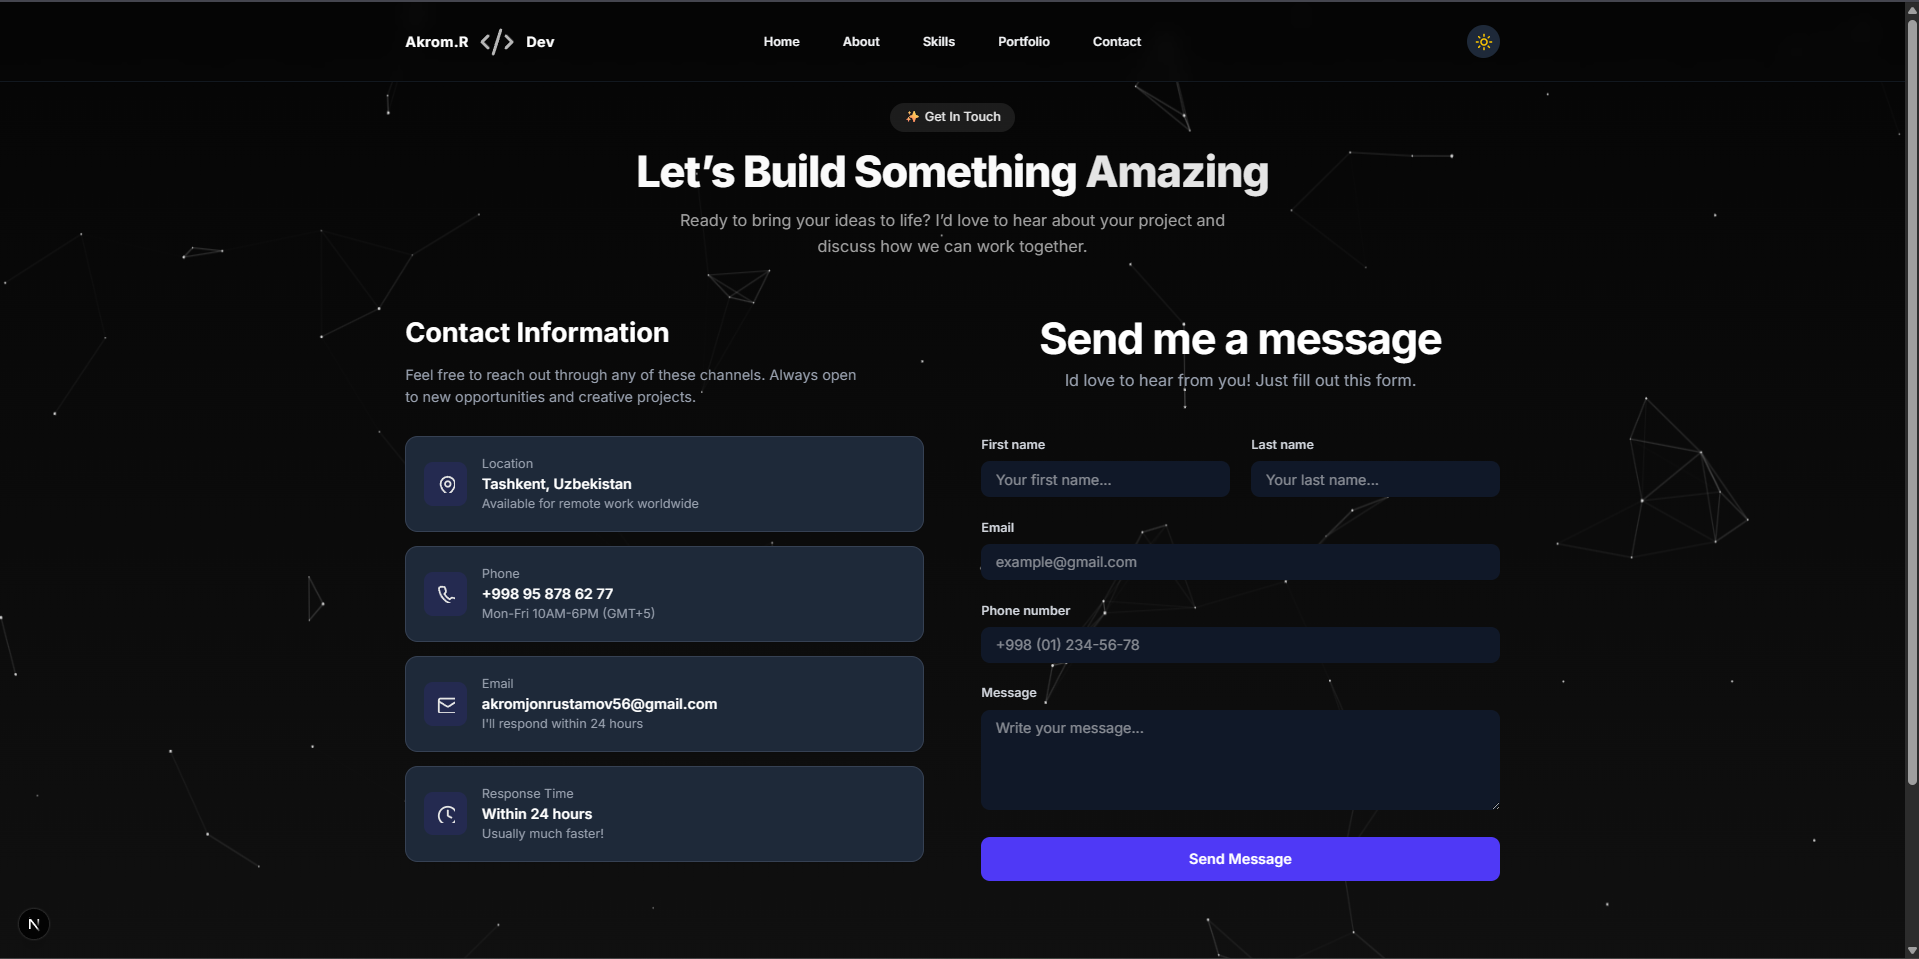 Akrom.R </> Dev
Home About Skills Portfolio Contact
✨ Get In Touch
Let’s Build Something Amazing
Ready to bring your ideas to life? I’d love to hear about your project and
discuss how we can work together.
Contact Information
Feel free to reach out through any of these channels. Always open
to new opportunities and creative projects.
Location
Tashkent, Uzbekistan
Available for remote work worldwide
Phone
+998 95 878 62 77
Mon-Fri 10AM-6PM (GMT+5)
Email
akromjonrustamov56@gmail.com
I'll respond within 24 hours
Response Time
Within 24 hours
Usually much faster!
Send me a message
Id love to hear from you! Just fill out this form.
First name Last name
Your first name... Your last name...
Email
example@gmail.com
Phone number
+998 (01) 234-56-78
Message
Write your message...
Send Message
N